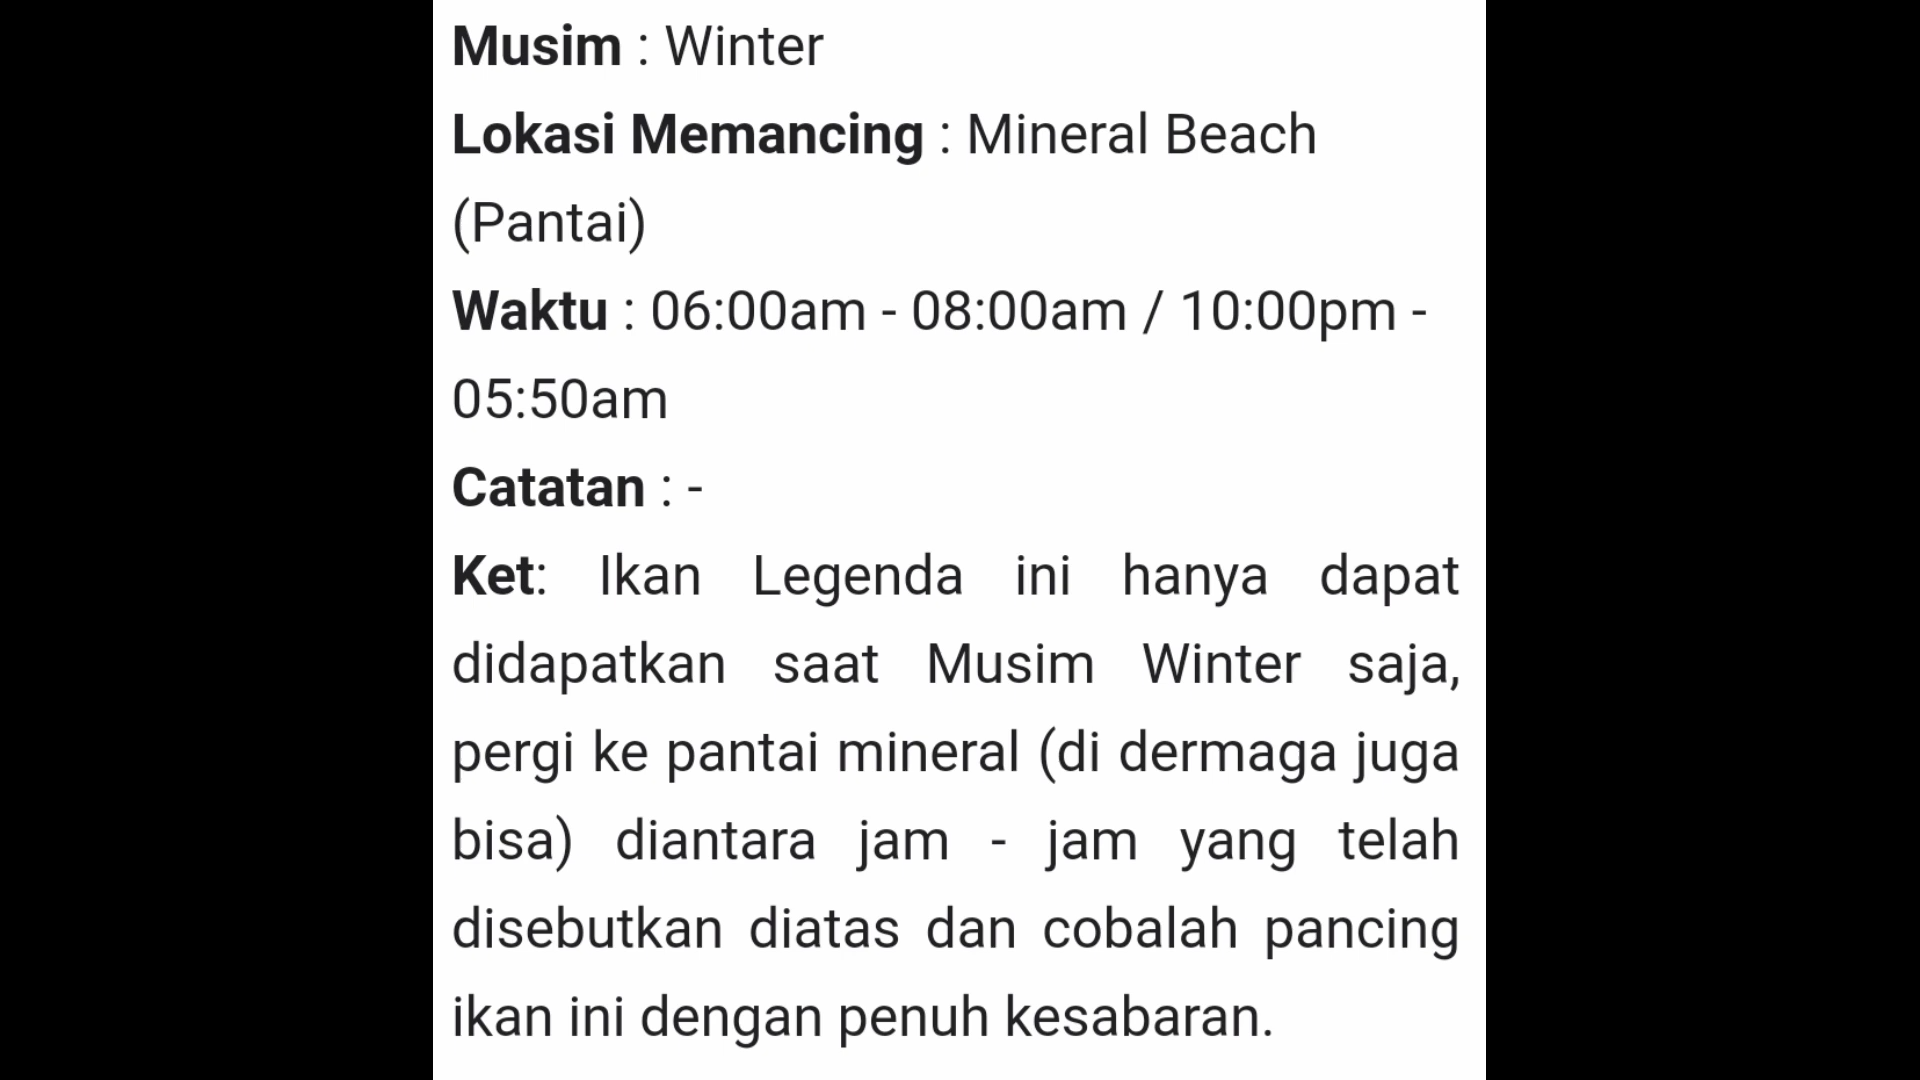 Musim : Winter
Lokasi Memancing : Mineral Beach
(Pantai)
Waktu : 06:00am - 08:00am / 10:00pm -
05:50am
Catatan : -
Ket: Ikan Legenda ini hanya dapat
didapatkan saat Musim Winter saja,
pergi ke pantai mineral (di dermaga juga
bisa) diantara jam - jam yang telah
disebutkan diatas dan cobalah pancing
ikan ini dengan penuh kesabaran.